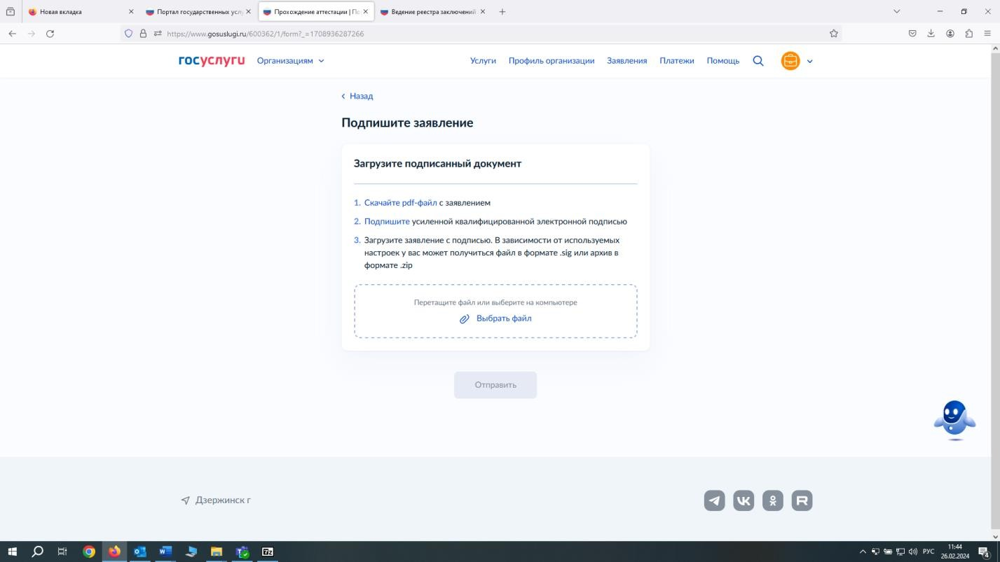 Новая вкладка
Портал государственных услу
Прохождение аттестации | По
Ведение реестра заключений
https://www.gosuslugi.ru/600362/1/form?_=1708936287266
госуслуги
Организациям
Услуги
Профиль организации
Заявления
Платежи
Помощь
Назад
Подпишите заявление
Загрузите подписанный документ
1. Скачайте pdf-файл с заявлением
2. Подпишите усиленной квалифицированной электронной подписью
3. Загрузите заявление с подписью. В зависимости от используемых
настроек у вас может получиться файл в формате .sig или архив в
формате .zip
Перетащите файл или выберите на компьютере
Выбрать файл
Отправить
Дзержинск г
РУС
11:44
26.02.2024
4